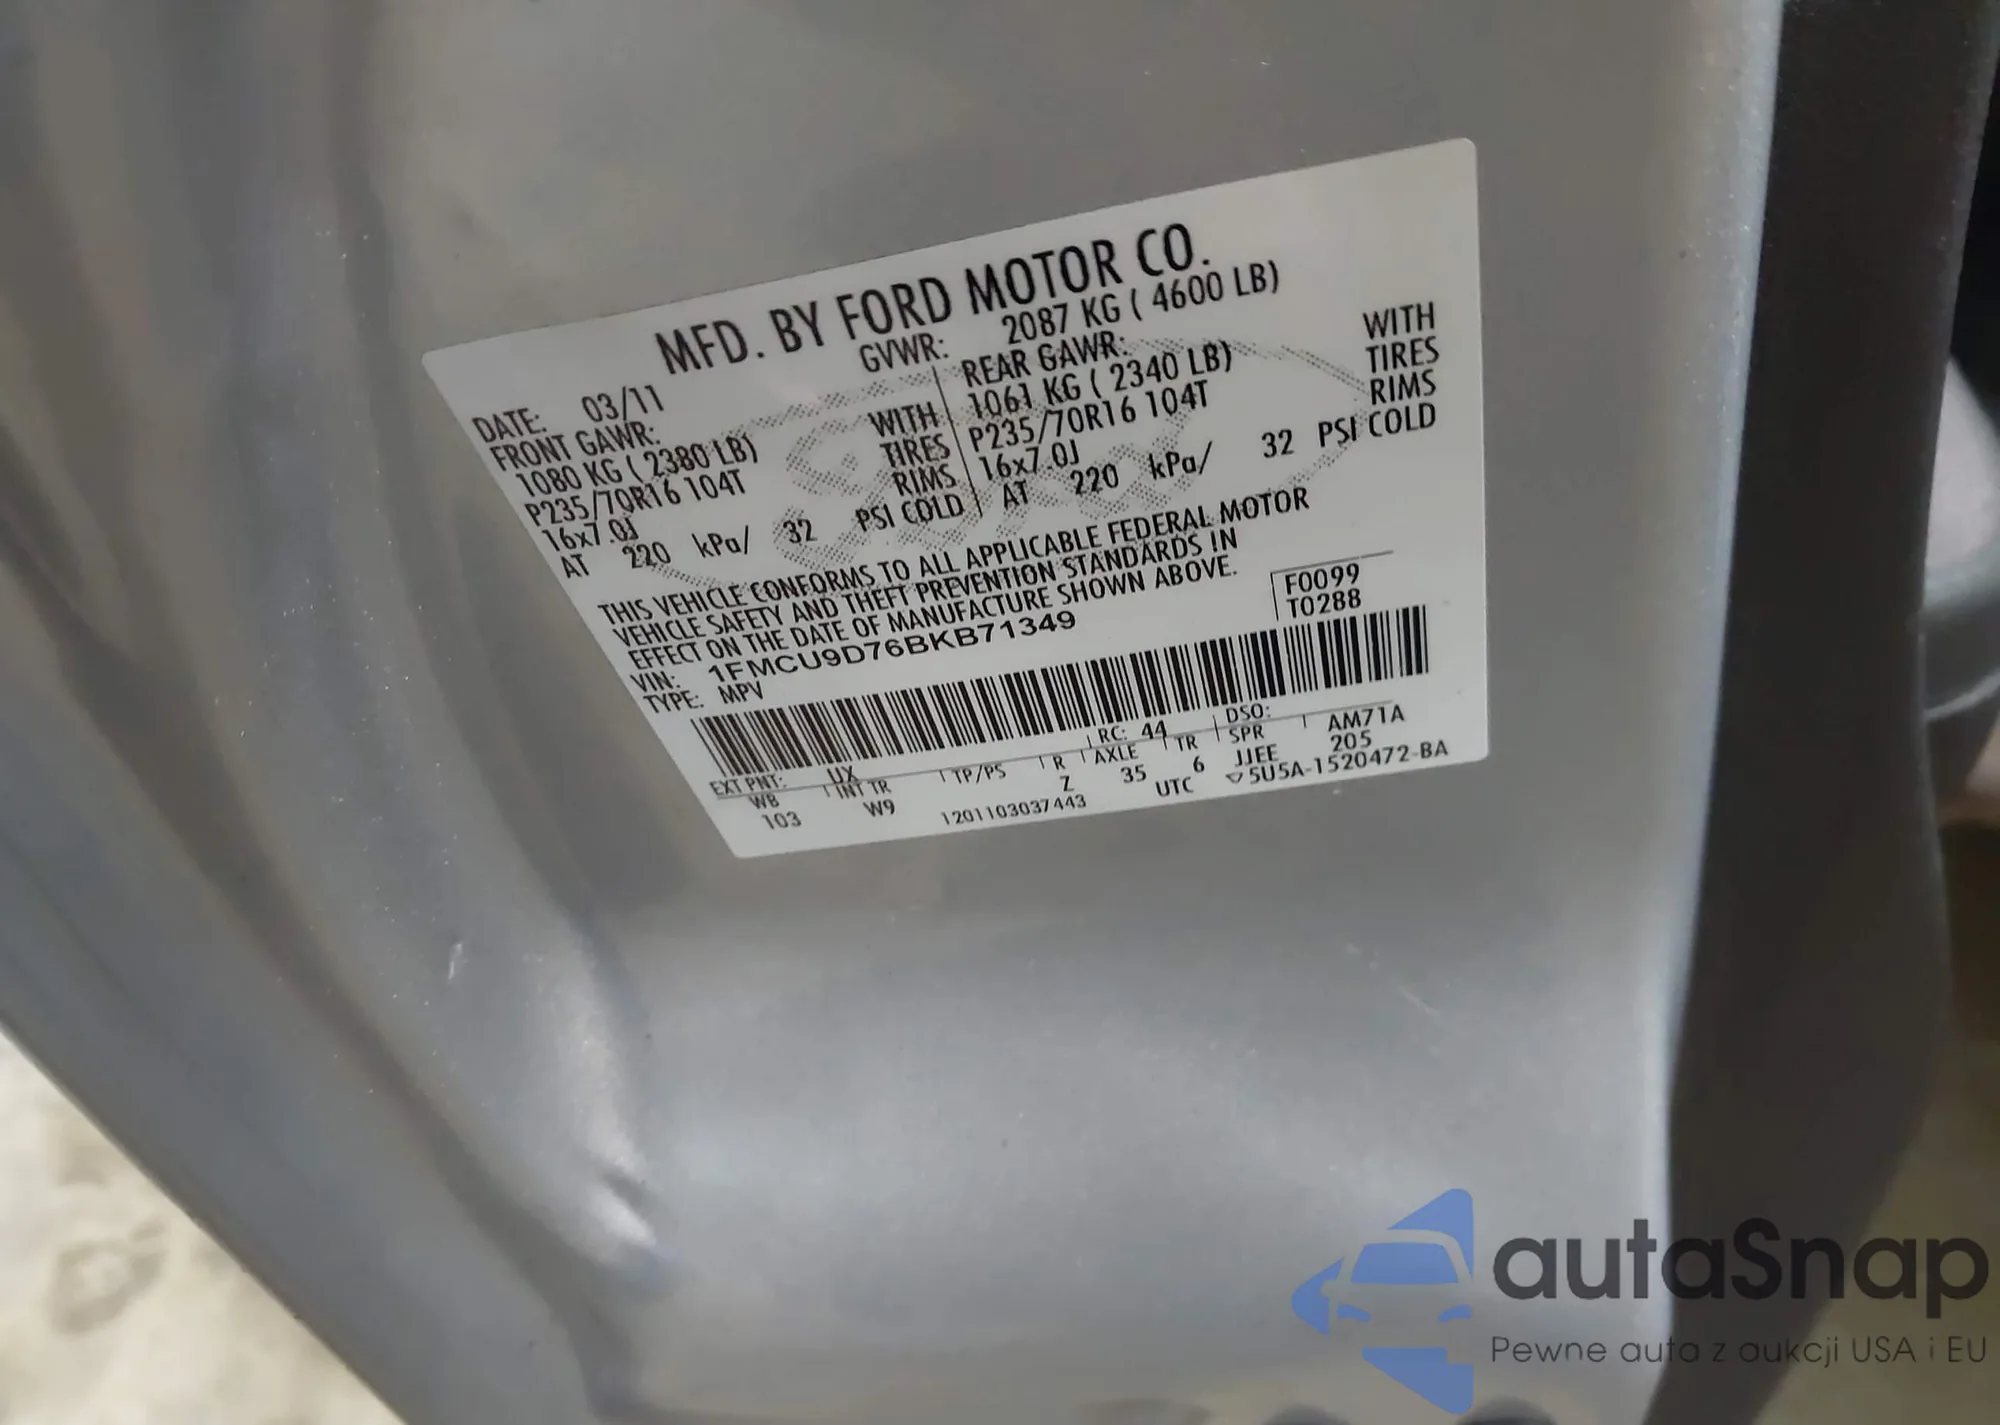 MFD. BY FORD MOTOR CO.
DATE: 03/11
GVWR: 2087 KG ( 4600 LB)
FRONT GAWR:
1080 KG ( 2380 LB) WITH
P235/70R16 104T TIRES
16x7.0J RIMS
AT 220 kPa/ 32 PSI COLD
REAR GAWR:
1061 KG ( 2340 LB) WITH
P235/70R16 104T TIRES
16x7.0J RIMS
AT 220 kPa/ 32 PSI COLD
THIS VEHICLE CONFORMS TO ALL APPLICABLE FEDERAL MOTOR
VEHICLE SAFETY AND THEFT PREVENTION STANDARDS IN
EFFECT ON THE DATE OF MANUFACTURE SHOWN ABOVE.
VIN: 1FMCU9D76BKB71349
TYPE: MPV
F0099
T0288
EXT PNT: UX RC: 44 DSO: AM71A
WB INT TR TP/PS R AXLE TR SPR 205
103 W9 Z 35 6 JJEE
1201103037443 UTC ▽5U5A-1520472-BA
autaSnap
Pewne auta z aukcji USA i EU